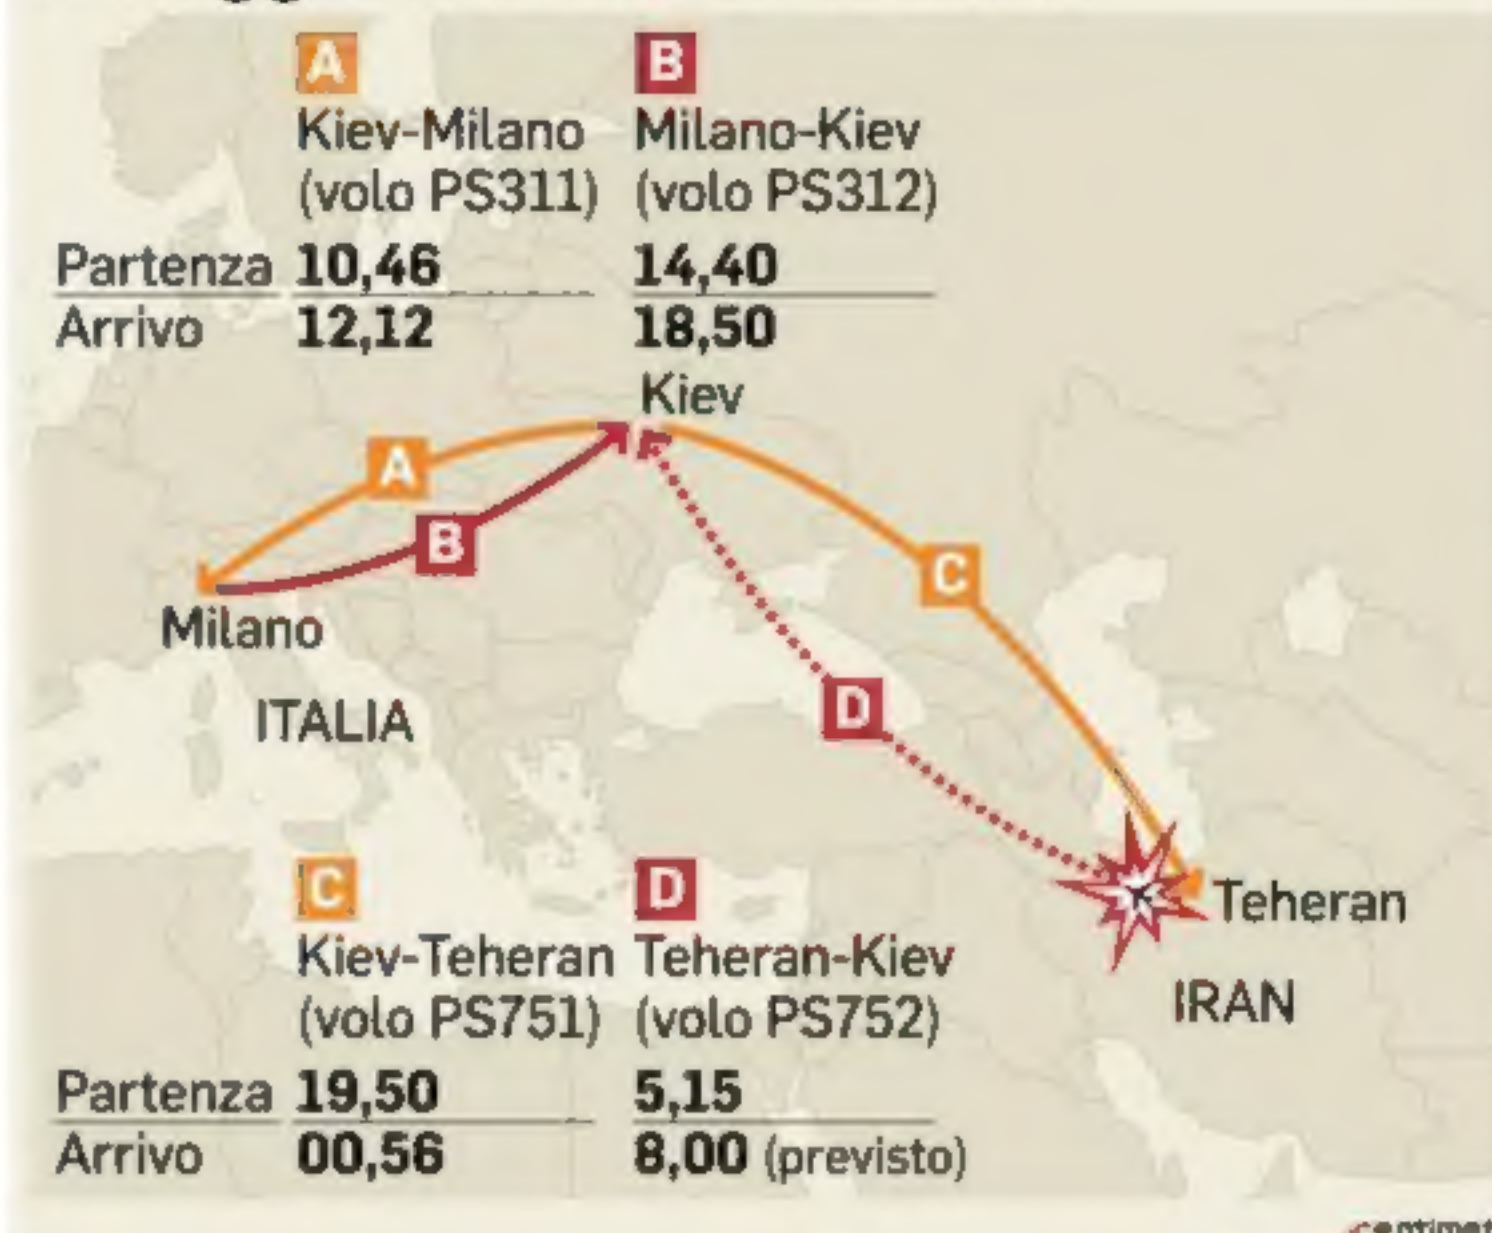 A
Kiev-Milano
(volo PS311)
B
Milano-Kiev
(volo PS312)
Partenza 10,46 14,40
Arrivo 12,12 18,50
Kiev
A
B
C
Milano
D
ITALIA
Teheran
IRAN
C
Kiev-Teheran
(volo PS751)
D
Teheran-Kiev
(volo PS752)
Partenza 19,50 5,15
Arrivo 00,56 8,00 (previsto)